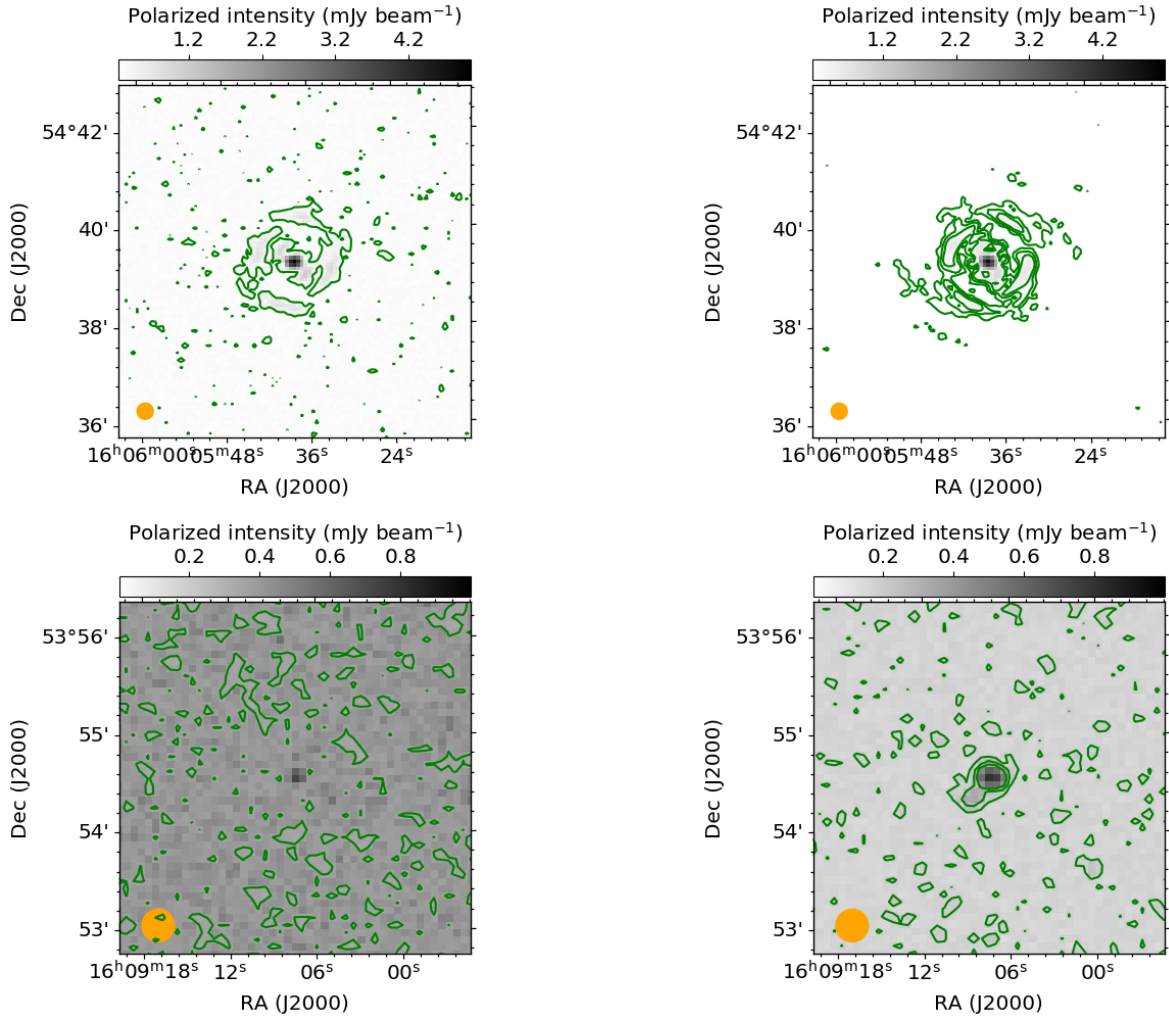 Polarized intensity (mJy beam⁻¹)
1.2 2.2 3.2 4.2
54°42'
40'
38'
36'
Dec (J2000)
16ʰ06ᵐ00ˢ05ᵐ48ˢ 36ˢ 24ˢ
RA (J2000)
Polarized intensity (mJy beam⁻¹)
1.2 2.2 3.2 4.2
54°42'
40'
38'
36'
Dec (J2000)
16ʰ06ᵐ00ˢ05ᵐ48ˢ 36ˢ 24ˢ
RA (J2000)
Polarized intensity (mJy beam⁻¹)
0.2 0.4 0.6 0.8
53°56'
55'
54'
53'
Dec (J2000)
16ʰ09ᵐ18ˢ 12ˢ 06ˢ 00ˢ
RA (J2000)
Polarized intensity (mJy beam⁻¹)
0.2 0.4 0.6 0.8
53°56'
55'
54'
53'
Dec (J2000)
16ʰ09ᵐ18ˢ 12ˢ 06ˢ 00ˢ
RA (J2000)